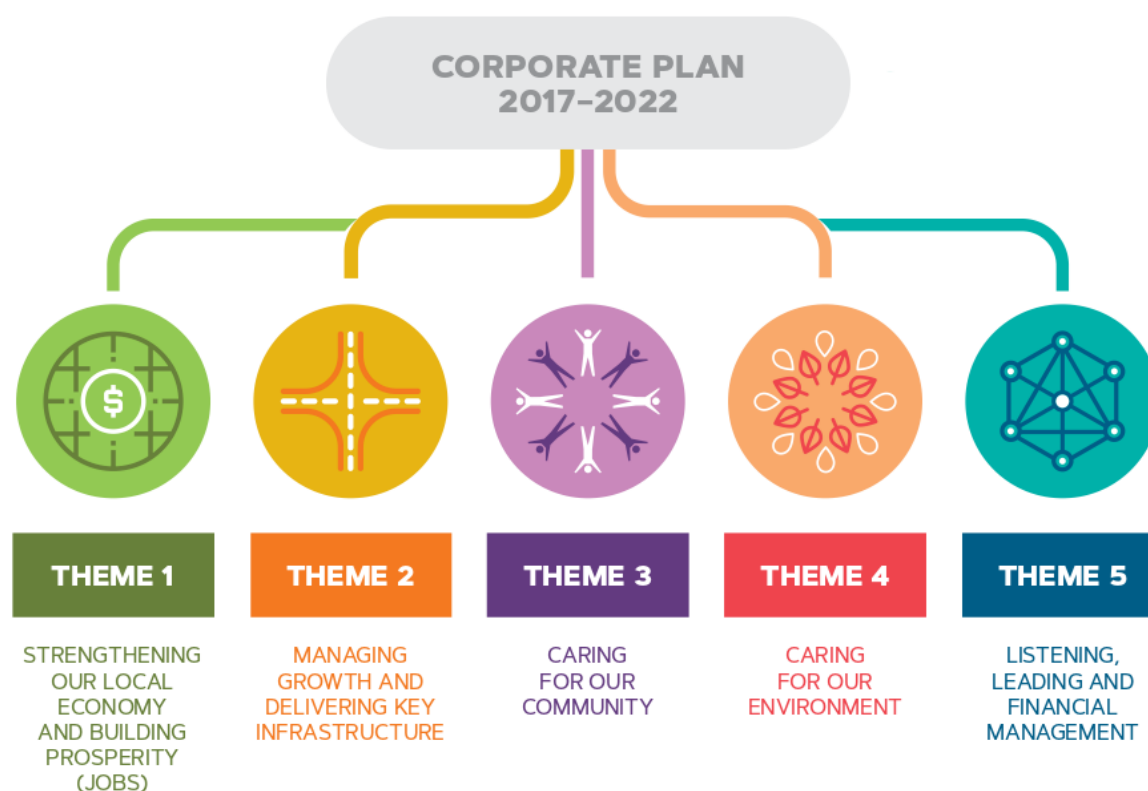 CORPORATE PLAN
2017–2022
$
THEME 1
STRENGTHENING
OUR LOCAL
ECONOMY
AND BUILDING
PROSPERITY
(JOBS)
THEME 2
MANAGING
GROWTH AND
DELIVERING KEY
INFRASTRUCTURE
THEME 3
CARING
FOR OUR
COMMUNITY
THEME 4
CARING
FOR OUR
ENVIRONMENT
THEME 5
LISTENING,
LEADING AND
FINANCIAL
MANAGEMENT